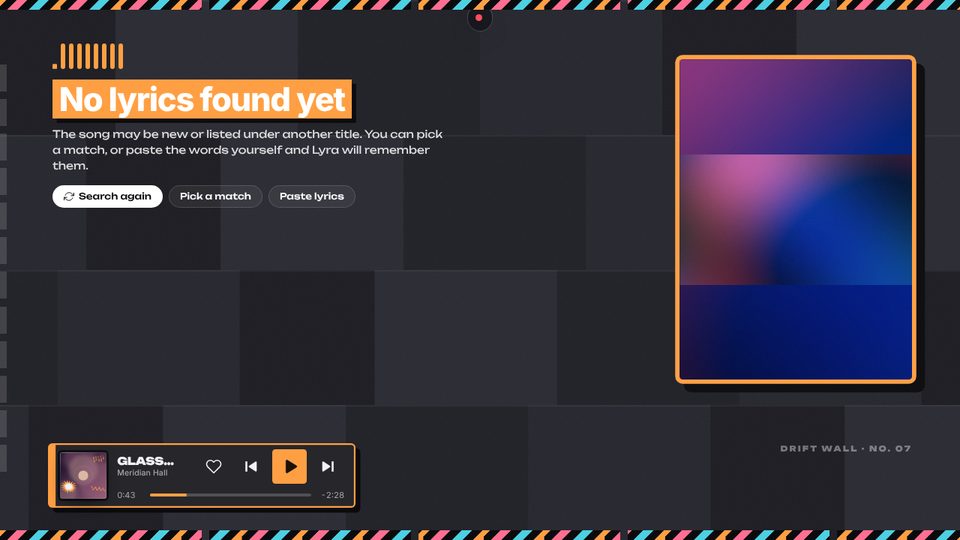 No lyrics found yet
The song may be new or listed under another title. You can pick
a match, or paste the words yourself and Lyra will remember
them.
Search again
Pick a match
Paste lyrics
GLASS...
Meridian Hall
0:43
-2:28
DRIFT WALL · NO. 07